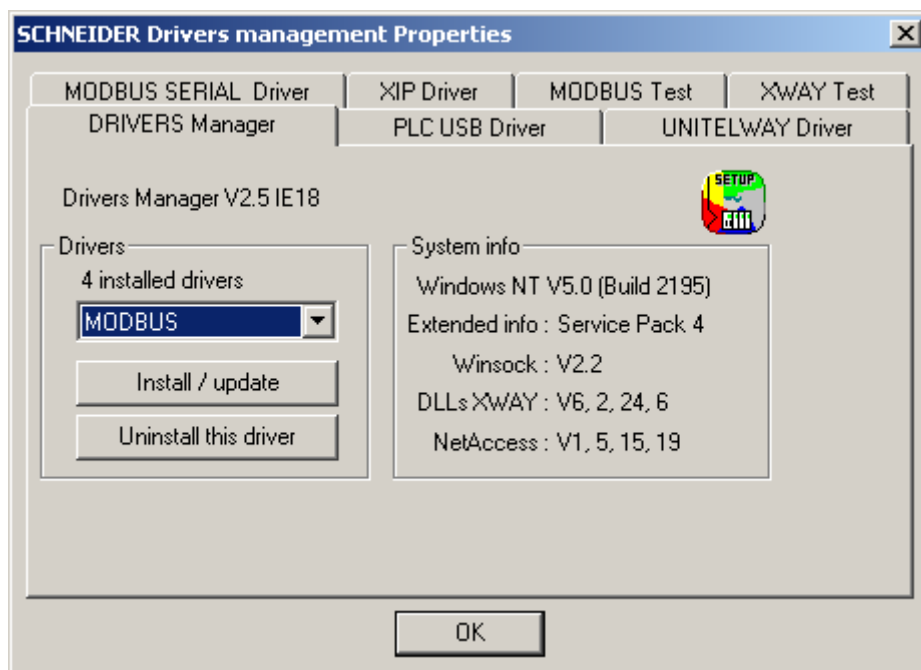 SCHNEIDER Drivers management Properties
MODBUS SERIAL Driver
XIP Driver
MODBUS Test
XWAY Test
DRIVERS Manager
PLC USB Driver
UNITELWAY Driver
Drivers Manager V2.5 IE18
SETUP
Drivers
4 installed drivers
MODBUS
Install / update
Uninstall this driver
System info
Windows NT V5.0 (Build 2195)
Extended info : Service Pack 4
Winsock : V2.2
DLLs XWAY : V6, 2, 24, 6
NetAccess : V1, 5, 15, 19
OK